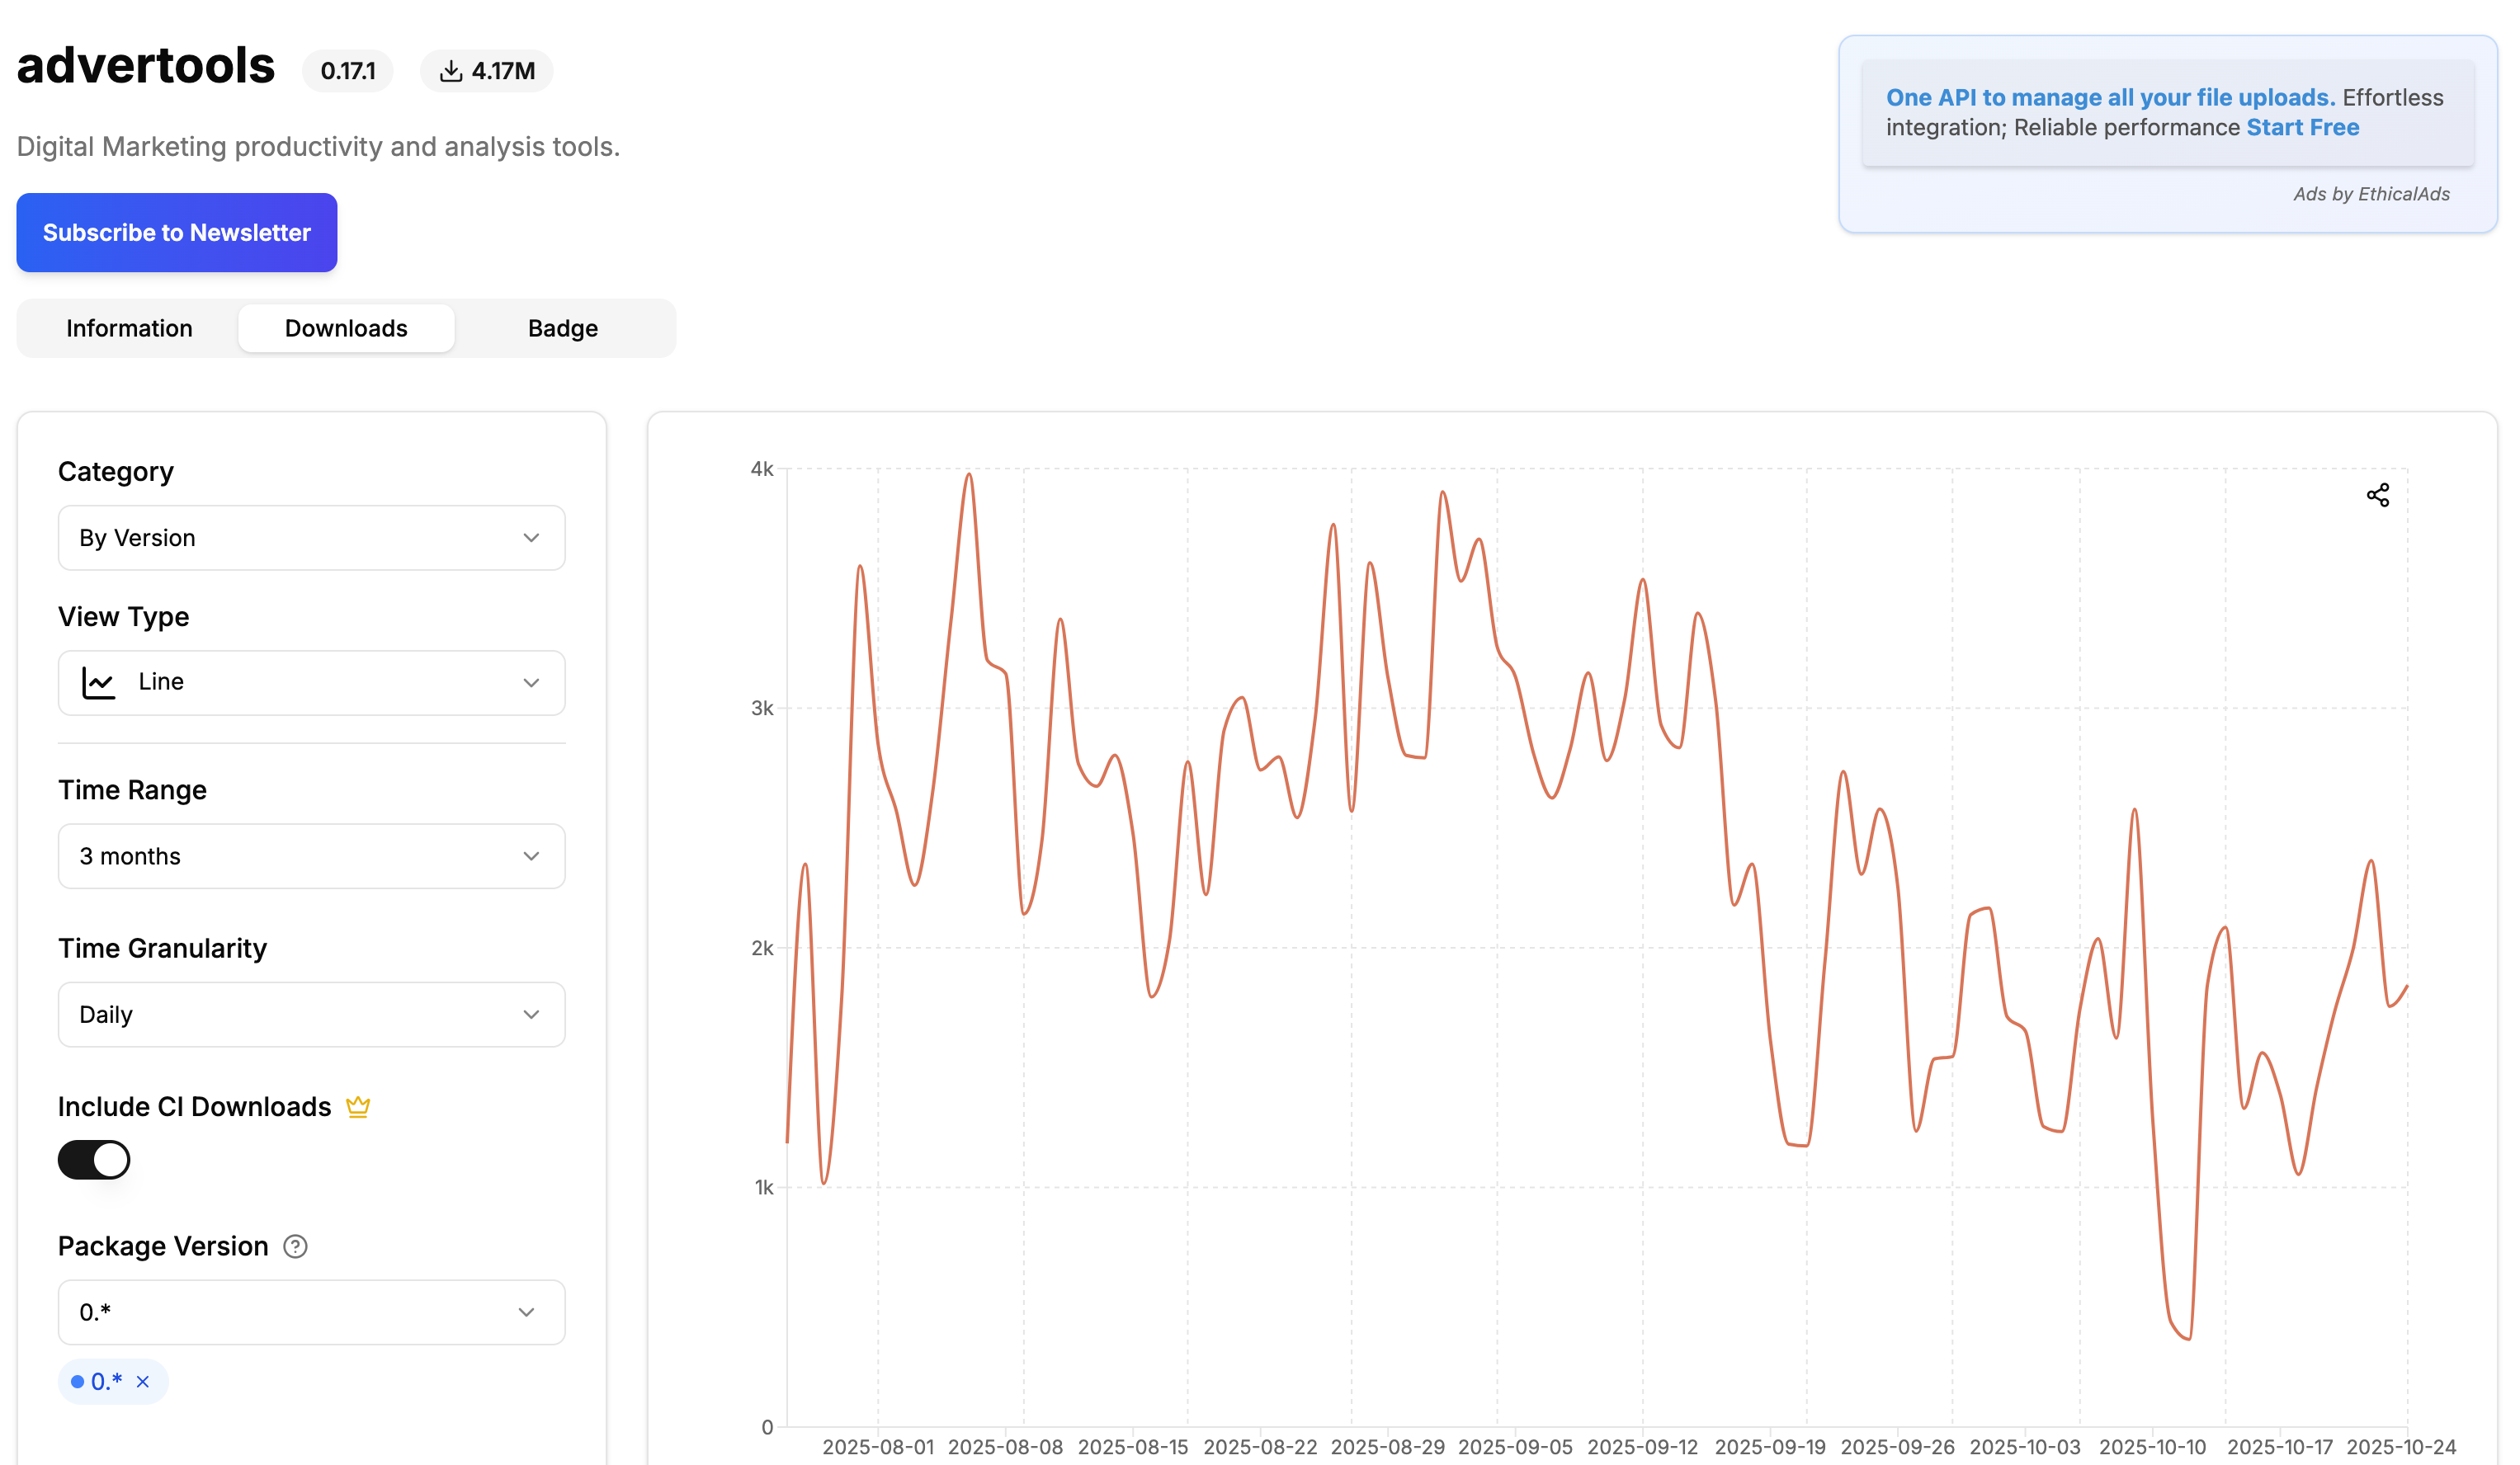 advertools 0.17.1 4.17M
Digital Marketing productivity and analysis tools.
Subscribe to Newsletter
One API to manage all your file uploads. Effortless
integration; Reliable performance Start Free
Ads by EthicalAds
Information Downloads Badge
Category
By Version
View Type
Line
Time Range
3 months
Time Granularity
Daily
Include CI Downloads
Package Version ?
0.*
0.* ×
4k
3k
2k
1k
0
2025-08-01 2025-08-08 2025-08-15 2025-08-22 2025-08-29 2025-09-05 2025-09-12 2025-09-19 2025-09-26 2025-10-03 2025-10-10 2025-10-17 2025-10-24